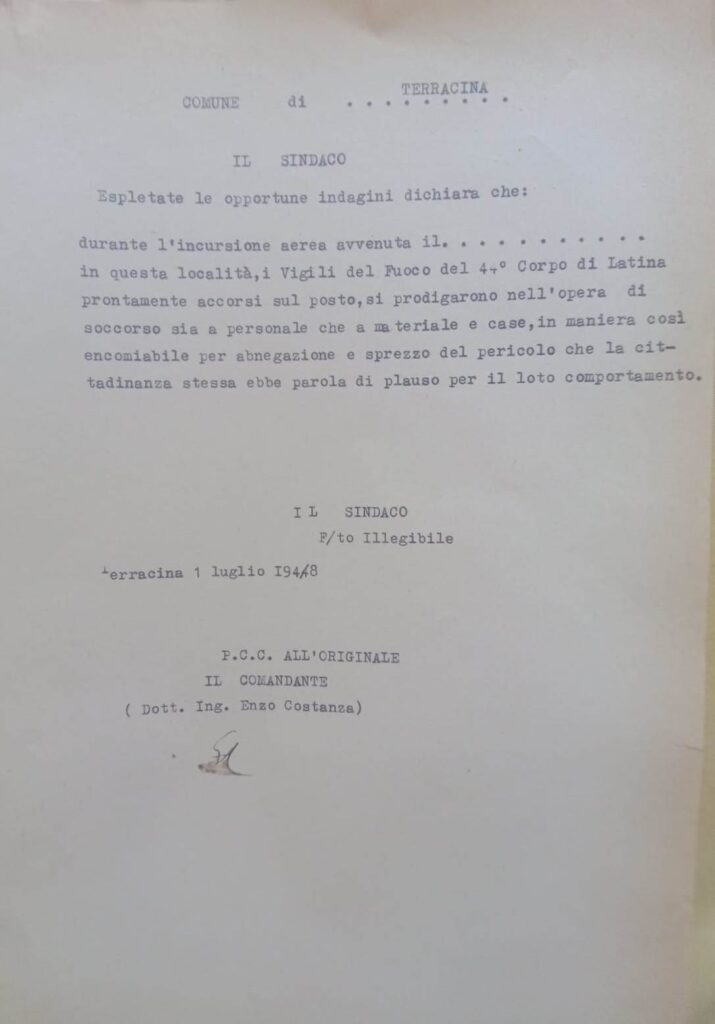 COMUNE di TERRACINA
. . . . . . . . .
IL SINDACO
Espletate le opportune indagini dichiara che:
durante l'incursione aerea avvenuta il. . . . . . . . . . .
in questa località,i Vigili del Fuoco del 44° Corpo di Latina
prontamente accorsi sul posto,si prodigarono nell'opera di
soccorso sia a personale che a materiale e case,in maniera così
encomiabile per abnegazione e sprezzo del pericolo che la cit-
tadinanza stessa ebbe parola di plauso per il loto comportamento.
I L SINDACO
F/to Illegibile
Terracina 1 luglio I948
P.C.C. ALL'ORIGINALE
IL COMANDANTE
( Dott. Ing. Enzo Costanza)